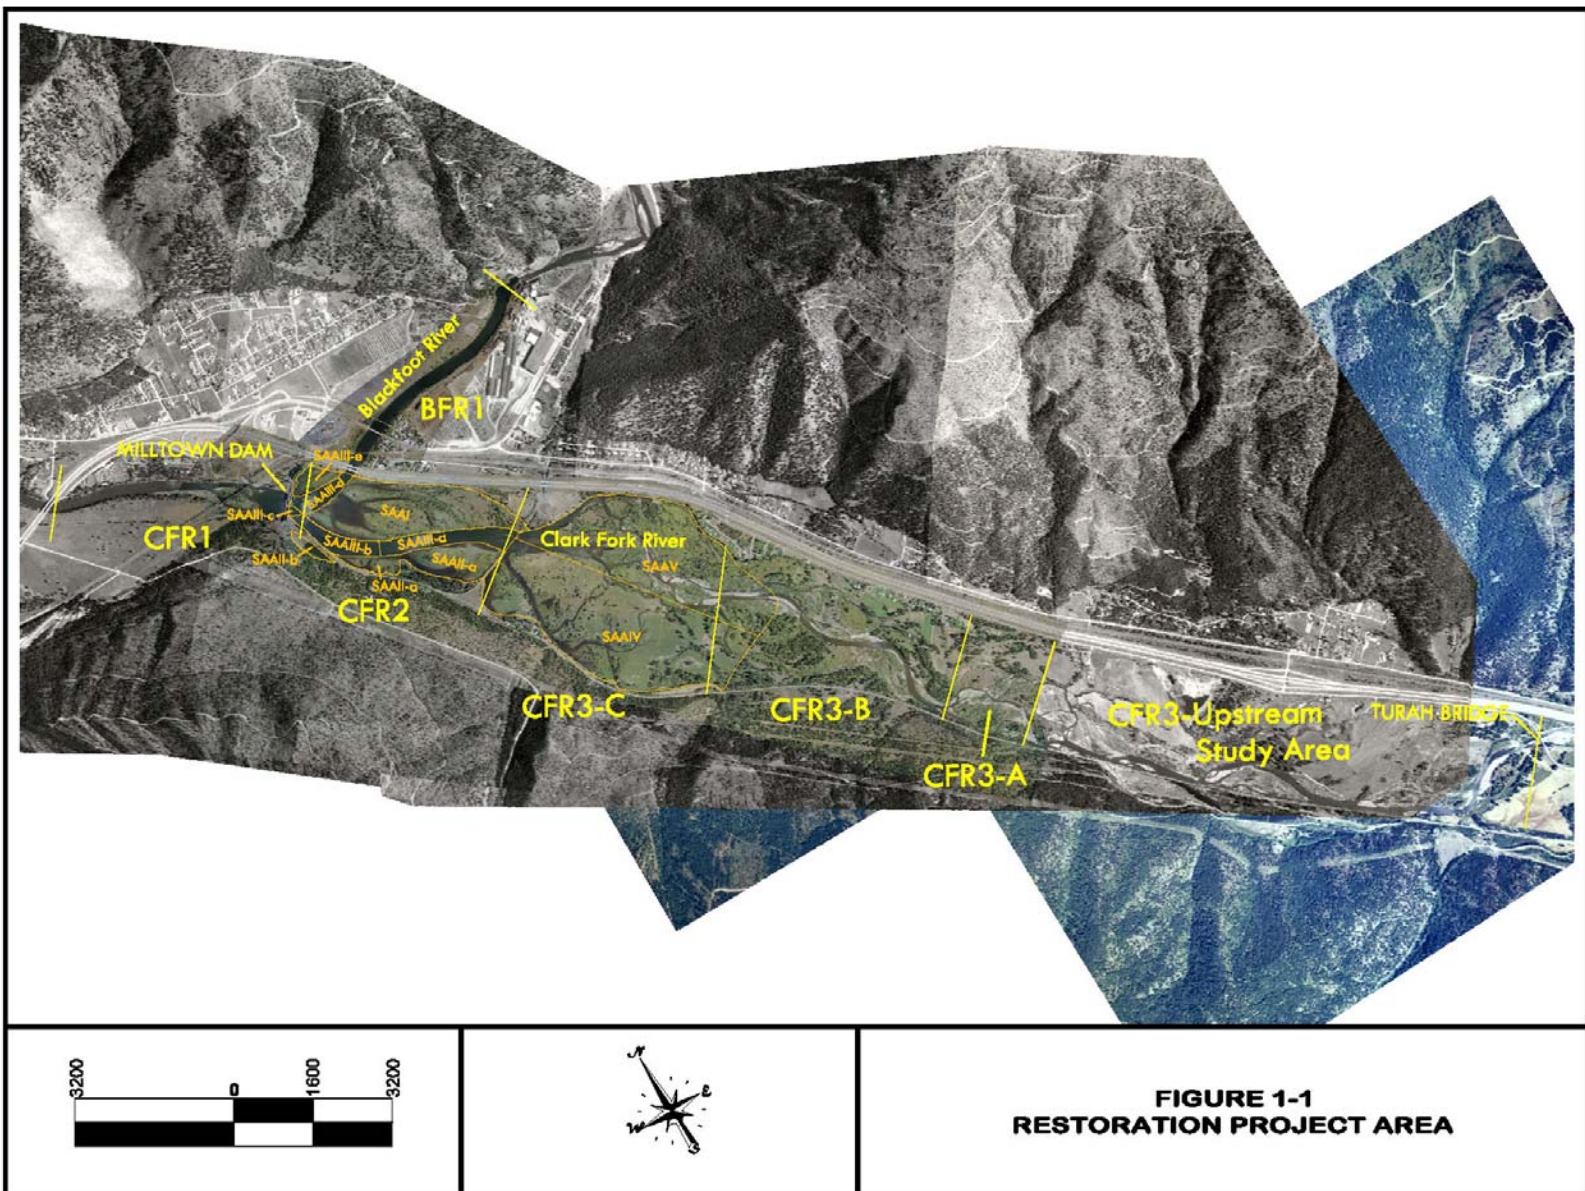 Blackfoot River
BFR1
MILLTOWN DAM
SAAIII-e
SAAIII-d
SAAI
SAAIII-c
CFR1
SAAIII-b
SAAIII-a
SAAII-b
SAAII-a
SAAII-a
CFR2
Clark Fork River
SAAV
SAAIV
CFR3-C
CFR3-B
CFR3-A
CFR3-Upstream
Study Area
TURAH BRIDGE
3200
0
1600
3200
N
E
W
S
FIGURE 1-1
RESTORATION PROJECT AREA